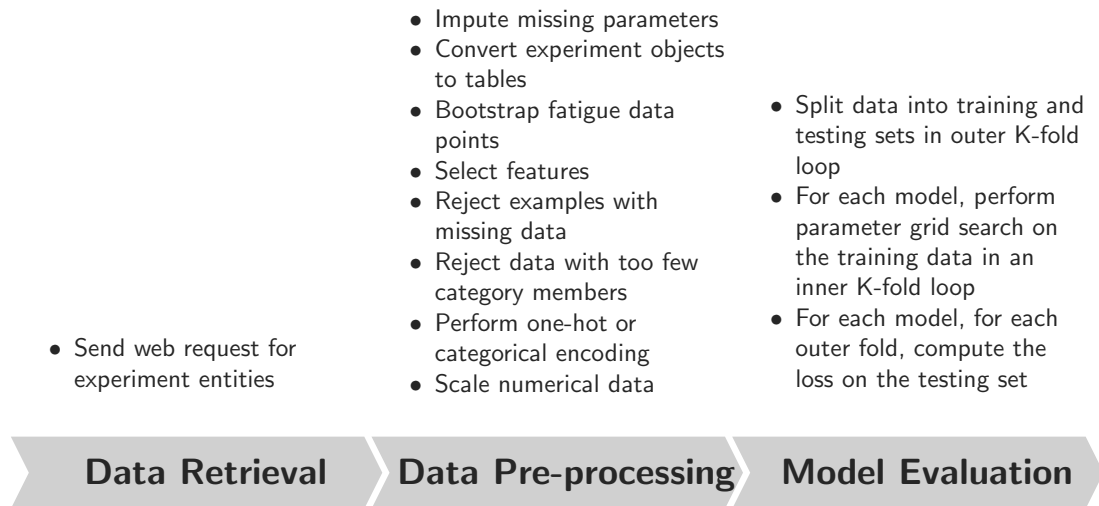 • Send web request for
experiment entities
• Impute missing parameters
• Convert experiment objects
to tables
• Bootstrap fatigue data
points
• Select features
• Reject examples with
missing data
• Reject data with too few
category members
• Perform one-hot or
categorical encoding
• Scale numerical data
• Split data into training and
testing sets in outer K-fold
loop
• For each model, perform
parameter grid search on
the training data in an
inner K-fold loop
• For each model, for each
outer fold, compute the
loss on the testing set
Data Retrieval
Data Pre-processing
Model Evaluation